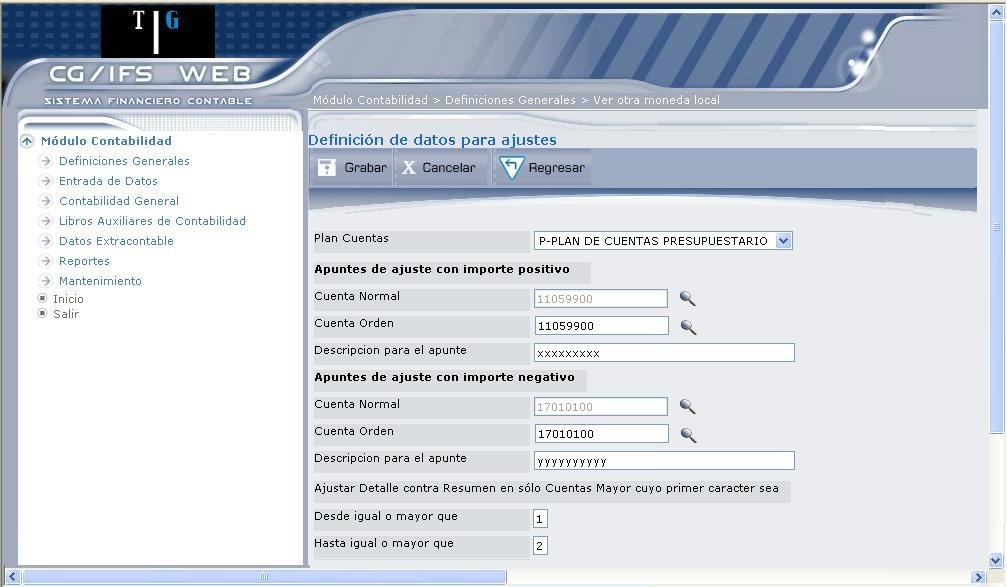 T|G
CG/IFS WEB
SISTEMA FINANCIERO CONTABLE
Módulo Contabilidad > Definiciones Generales > Ver otra moneda local
Módulo Contabilidad
Definiciones Generales
Entrada de Datos
Contabilidad General
Libros Auxiliares de Contabilidad
Datos Extracontable
Reportes
Mantenimiento
Inicio
Salir
Definición de datos para ajustes
Grabar X Cancelar Regresar
Plan Cuentas P-PLAN DE CUENTAS PRESUPUESTARIO
Apuntes de ajuste con importe positivo
Cuenta Normal 11059900
Cuenta Orden 11059900
Descripcion para el apunte xxxxxxxxx
Apuntes de ajuste con importe negativo
Cuenta Normal 17010100
Cuenta Orden 17010100
Descripcion para el apunte yyyyyyyyyy
Ajustar Detalle contra Resumen en sólo Cuentas Mayor cuyo primer caracter sea
Desde igual o mayor que 1
Hasta igual o mayor que 2